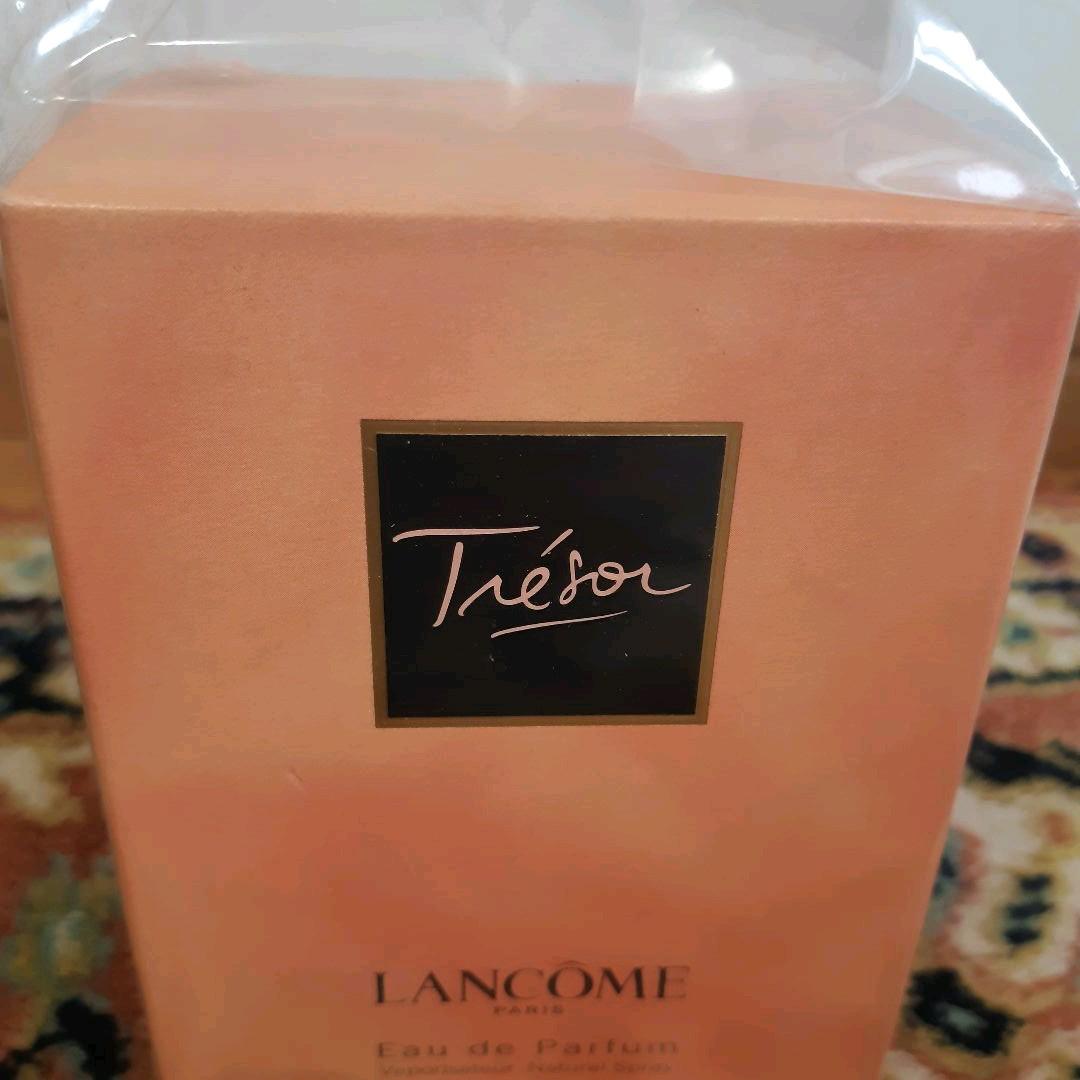 Trésor
LANCÔME
PARIS
Eau de Parfum
Vaporisateur Natural Spray